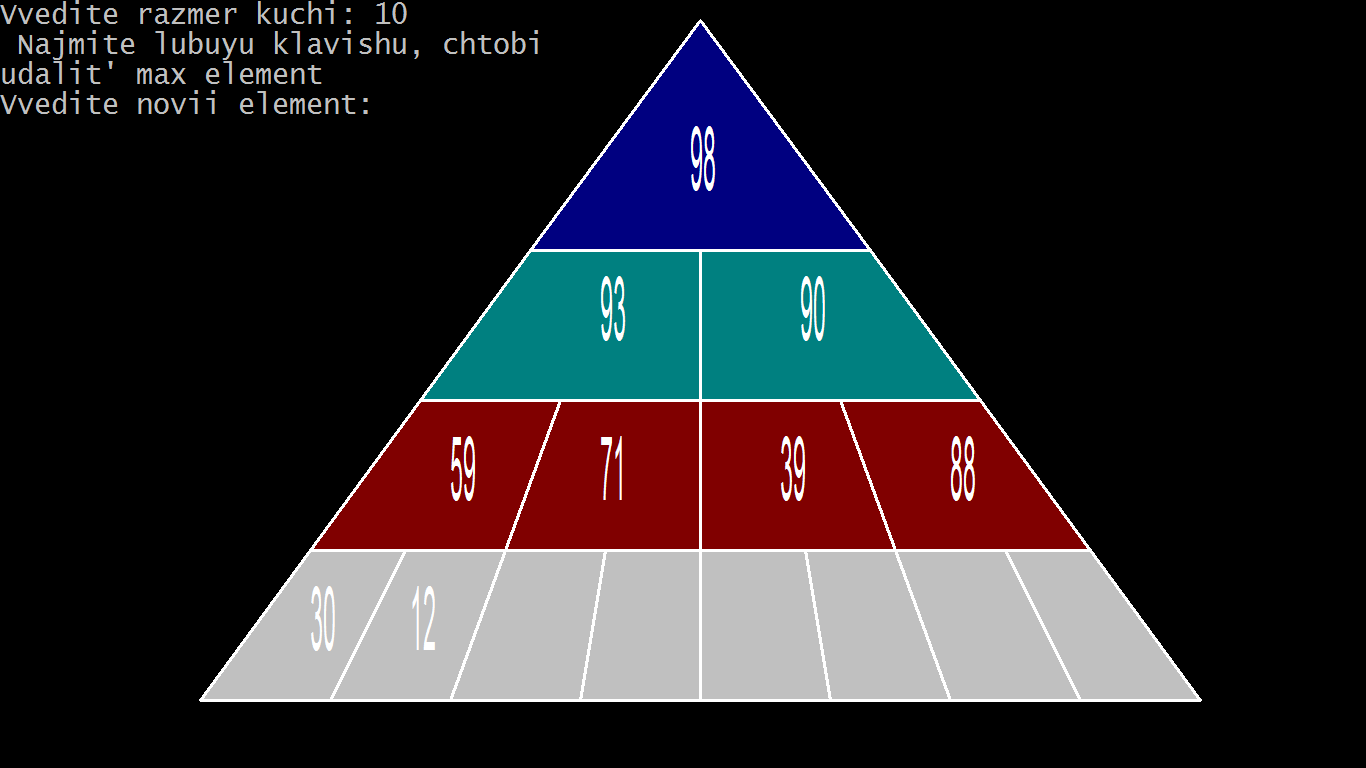 Vvedite razmer kuchi: 10
Najmite lubuyu klavishu, chtobi
udalit' max element
Vvedite novii element:
98
93 90
59 71 39 88
30 12